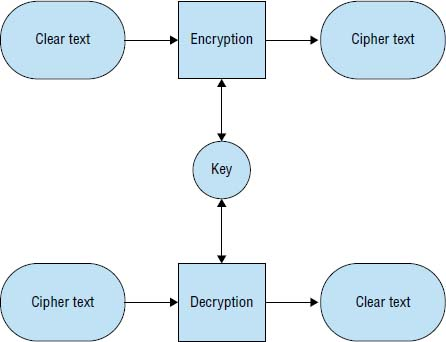 Clear text
Encryption
Cipher text
Key
Cipher text
Decryption
Clear text